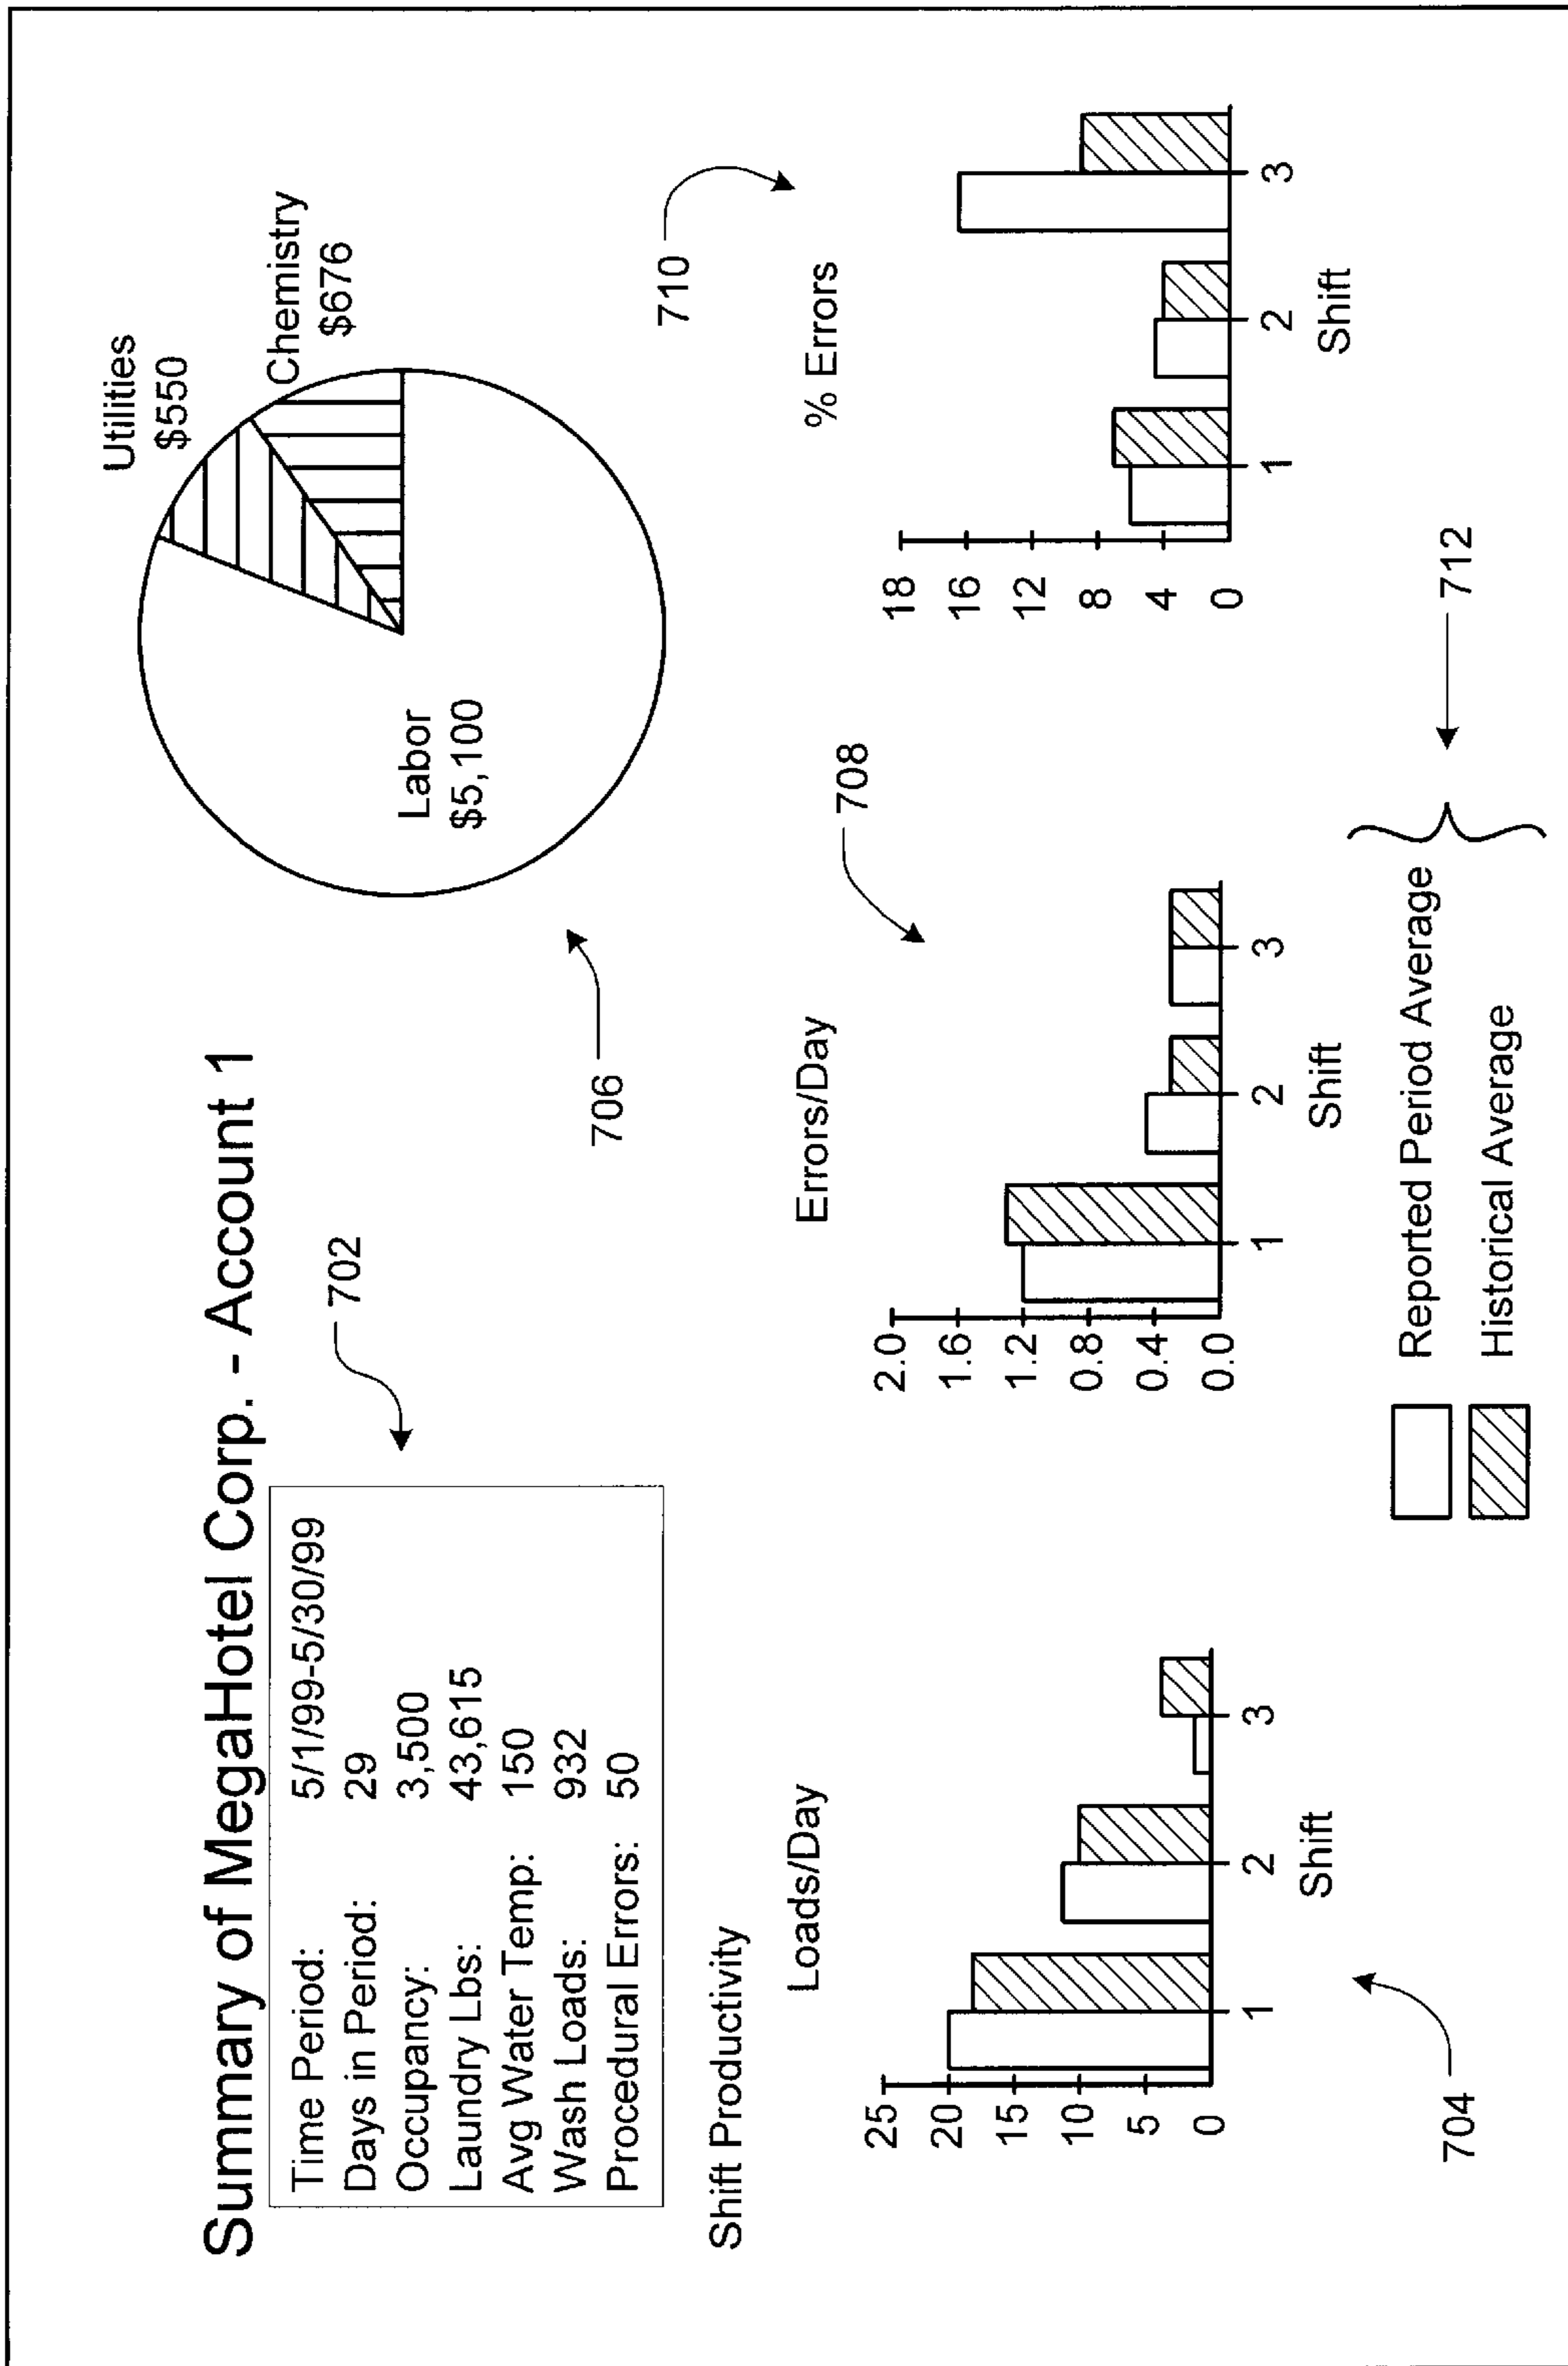 Summary of MegaHotel Corp. - Account 1
702
Time Period: 5/1/99-5/30/99
Days in Period: 29
Occupancy: 3,500
Laundry Lbs: 43,615
Avg Water Temp: 150
Wash Loads: 932
Procedural Errors: 50
Utilities
$550
Chemistry
$676
Labor
$5,100
706
Shift Productivity
Loads/Day
25
20
15
10
5
0
1
2
3
Shift
704
Errors/Day
708
2.0
1.6
1.2
0.8
0.4
0.0
1
2
3
Shift
% Errors
710
18
16
12
8
4
0
1
2
3
Shift
Reported Period Average
Historical Average
712